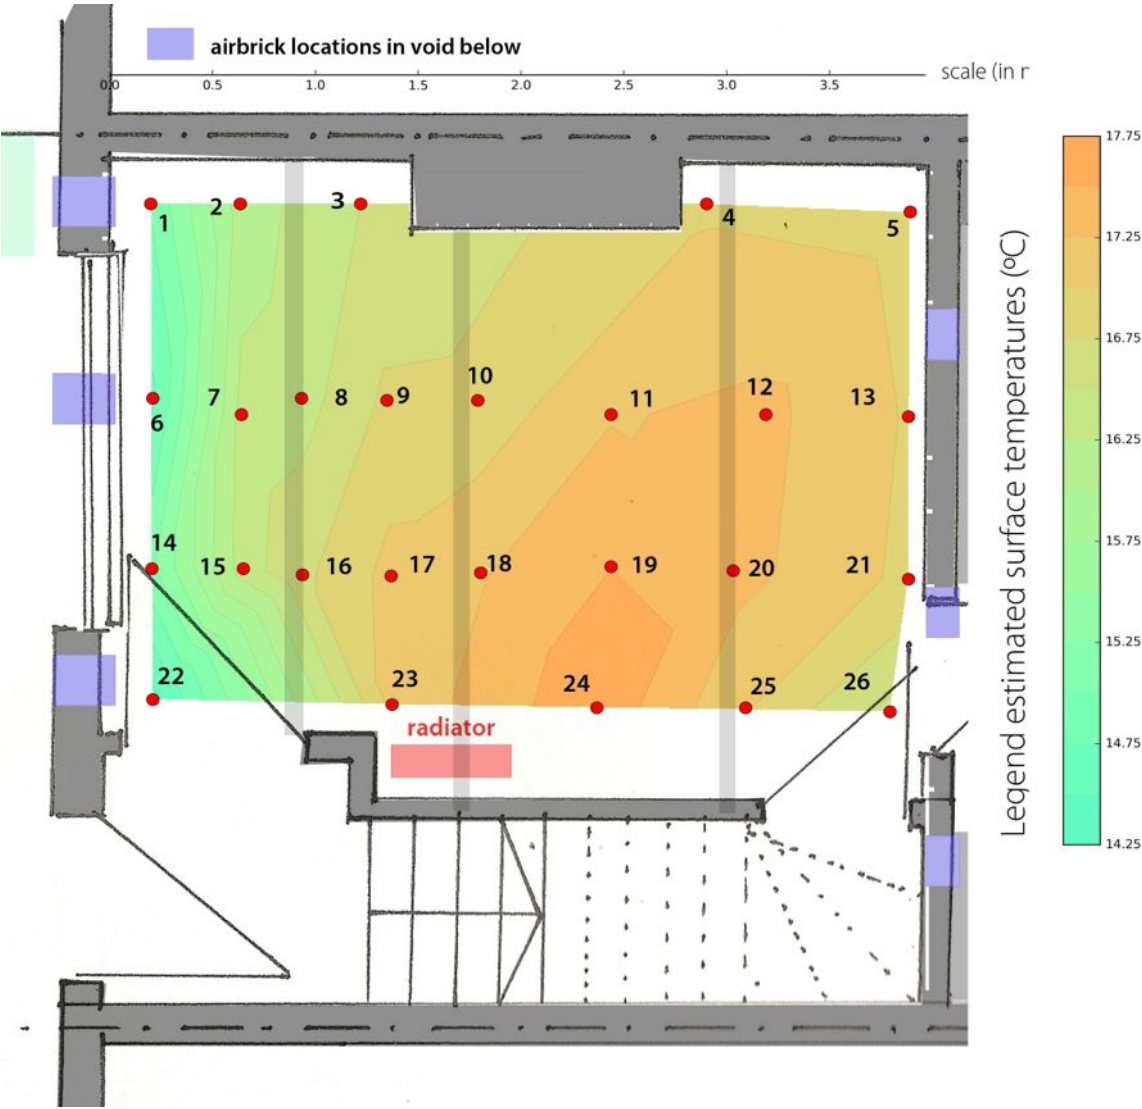 airbrick locations in void below
0.0 0.5 1.0 1.5 2.0 2.5 3.0 3.5
scale (in r
1 2 3 4 5
6 7 8 9 10 11 12 13
14 15 16 17 18 19 20 21
22 23 24 25 26
radiator
Legend estimated surface temperatures (ºC)
17.75
17.25
16.75
16.25
15.75
15.25
14.75
14.25